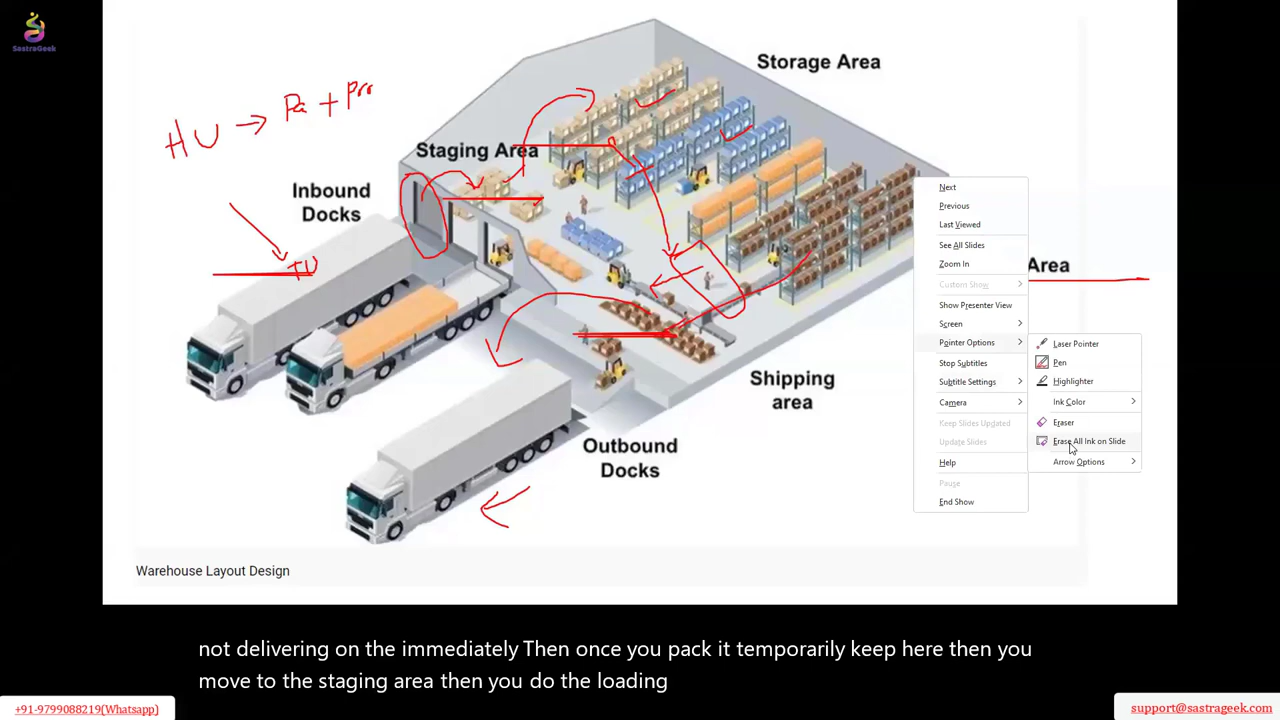 SastraGeek
Storage Area
HU → Pa + Pro
Staging Area
Inbound
Docks
TU
Area
Shipping
area
Outbound
Docks
Next
Previous
Last Viewed
See All Slides
Zoom In
Custom Show
Show Presenter View
Screen
Pointer Options
Stop Subtitles
Subtitle Settings
Camera
Keep Slides Updated
Update Slides
Help
Pause
End Show
Laser Pointer
Pen
Highlighter
Ink Color
Eraser
Erase All Ink on Slide
Arrow Options
Warehouse Layout Design
not delivering on the immediately Then once you pack it temporarily keep here then you
move to the staging area then you do the loading
+91-9799088219(Whatsapp)
support@sastrageek.com